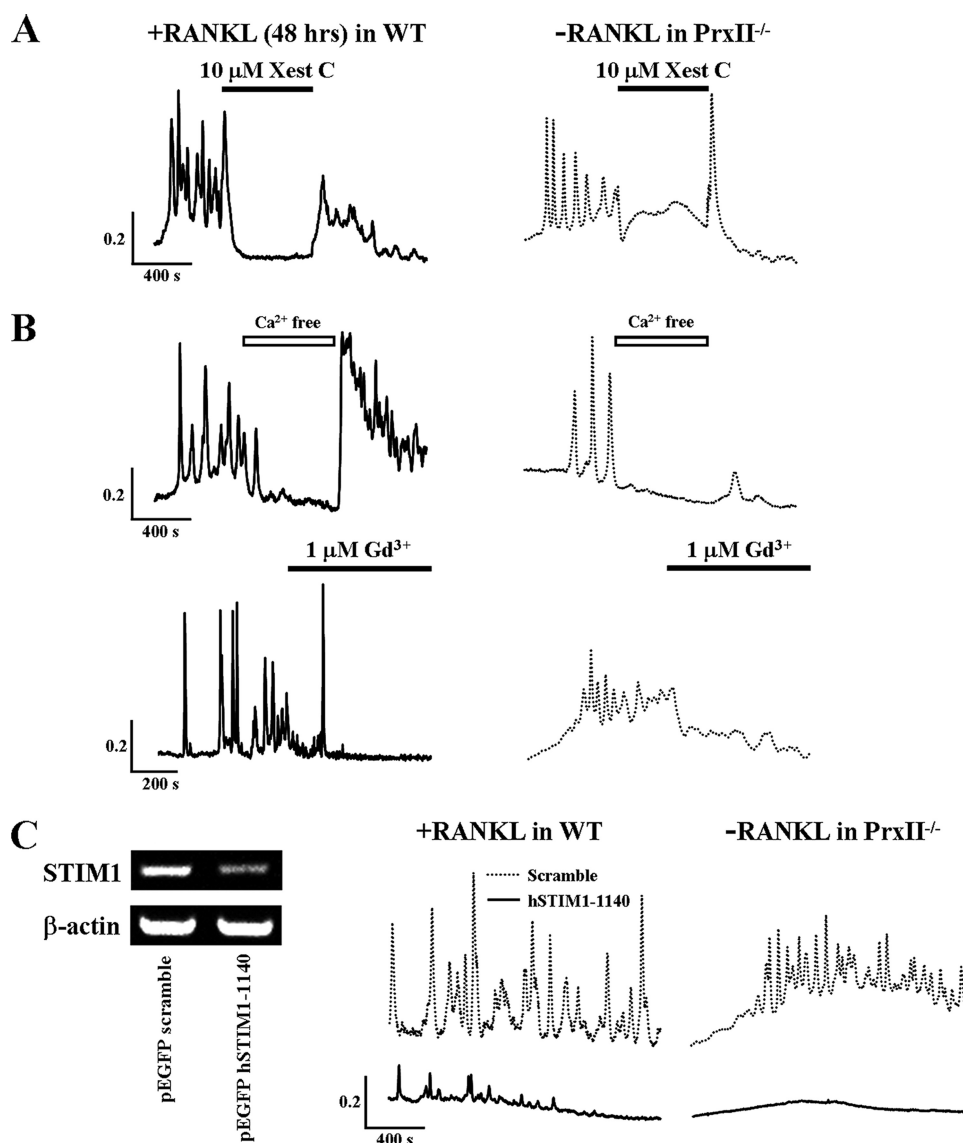 A
+RANKL (48 hrs) in WT
-RANKL in PrxII-/-
10 μM Xest C
10 μM Xest C
0.2
400 s
B
Ca2+ free
Ca2+ free
0.2
400 s
1 μM Gd3+
1 μM Gd3+
0.2
200 s
C
+RANKL in WT
-RANKL in PrxII-/-
STIM1
β-actin
pEGFP scramble
pEGFP hSTIM1-1140
Scramble
hSTIM1-1140
0.2
400 s